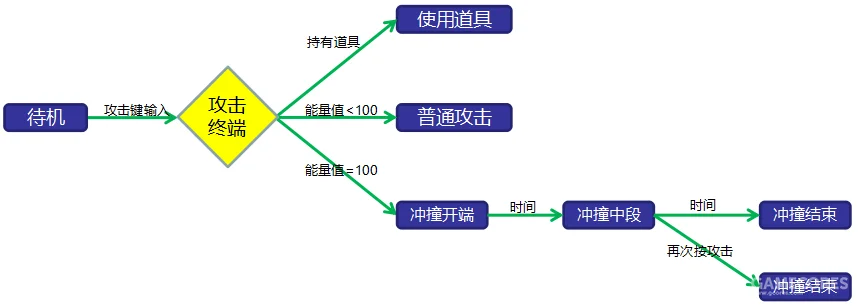 使用道具
持有道具
待机
攻击键输入
攻击
终端
能量值<100
普通攻击
能量值=100
冲撞开端
时间
冲撞中段
时间
冲撞结束
再次按攻击
冲撞结束
GAMECORES